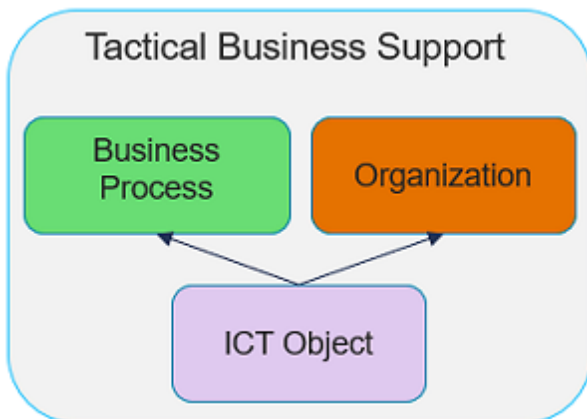 Tactical Business Support
Business
Process
Organization
ICT Object